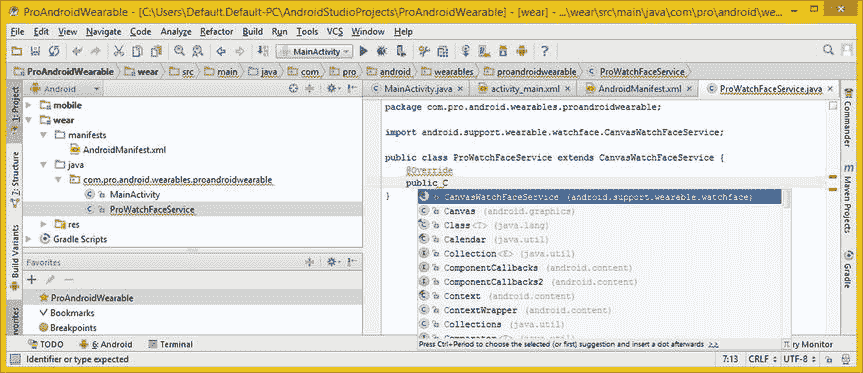 ProAndroidWearable - [C:\Users\Default.Default-PC\AndroidStudioProjects\ProAndroidWearable] - [wear] - ...\wear\src\main\java\com\pro\android\we...
File Edit View Navigate Code Analyze Refactor Build Run Tools VCS Window Help
MainActivity
ProAndroidWearable wear src main java com pro android wearables proandroidwearable ProWatchFaceService
1: Project
Z: Structure
Build Variants
Favorites
Android
mobile
wear
manifests
AndroidManifest.xml
java
com.pro.android.wearables.proandroidwearable
MainActivity
ProWatchFaceService
res
Gradle Scripts
Favorites
ProAndroidWearable
Bookmarks
Breakpoints
MainActivity.java activity_main.xml AndroidManifest.xml ProWatchFaceService.java
package com.pro.android.wearables.proandroidwearable;
import android.support.wearable.watchface.CanvasWatchFaceService;
public class ProWatchFaceService extends CanvasWatchFaceService {
@Override
public C
}
CanvasWatchFaceService (android.support.wearable.watchface)
Canvas (android.graphics)
Class<T> (java.lang)
Calendar (java.util)
Collection<E> (java.util)
ComponentCallbacks (android.content)
ComponentCallbacks2 (android.content)
Context (android.content)
ContextWrapper (android.content)
Collections (java.util)
Comparator<T> (java.util)
Press Ctrl+Period to choose the selected (or first) suggestion and insert a dot afterwards >>
Commander
Maven Projects
Gradle
TODO 6: Android Terminal ry Monitor
Identifier or type expected 7:13 CRLF UTF-8